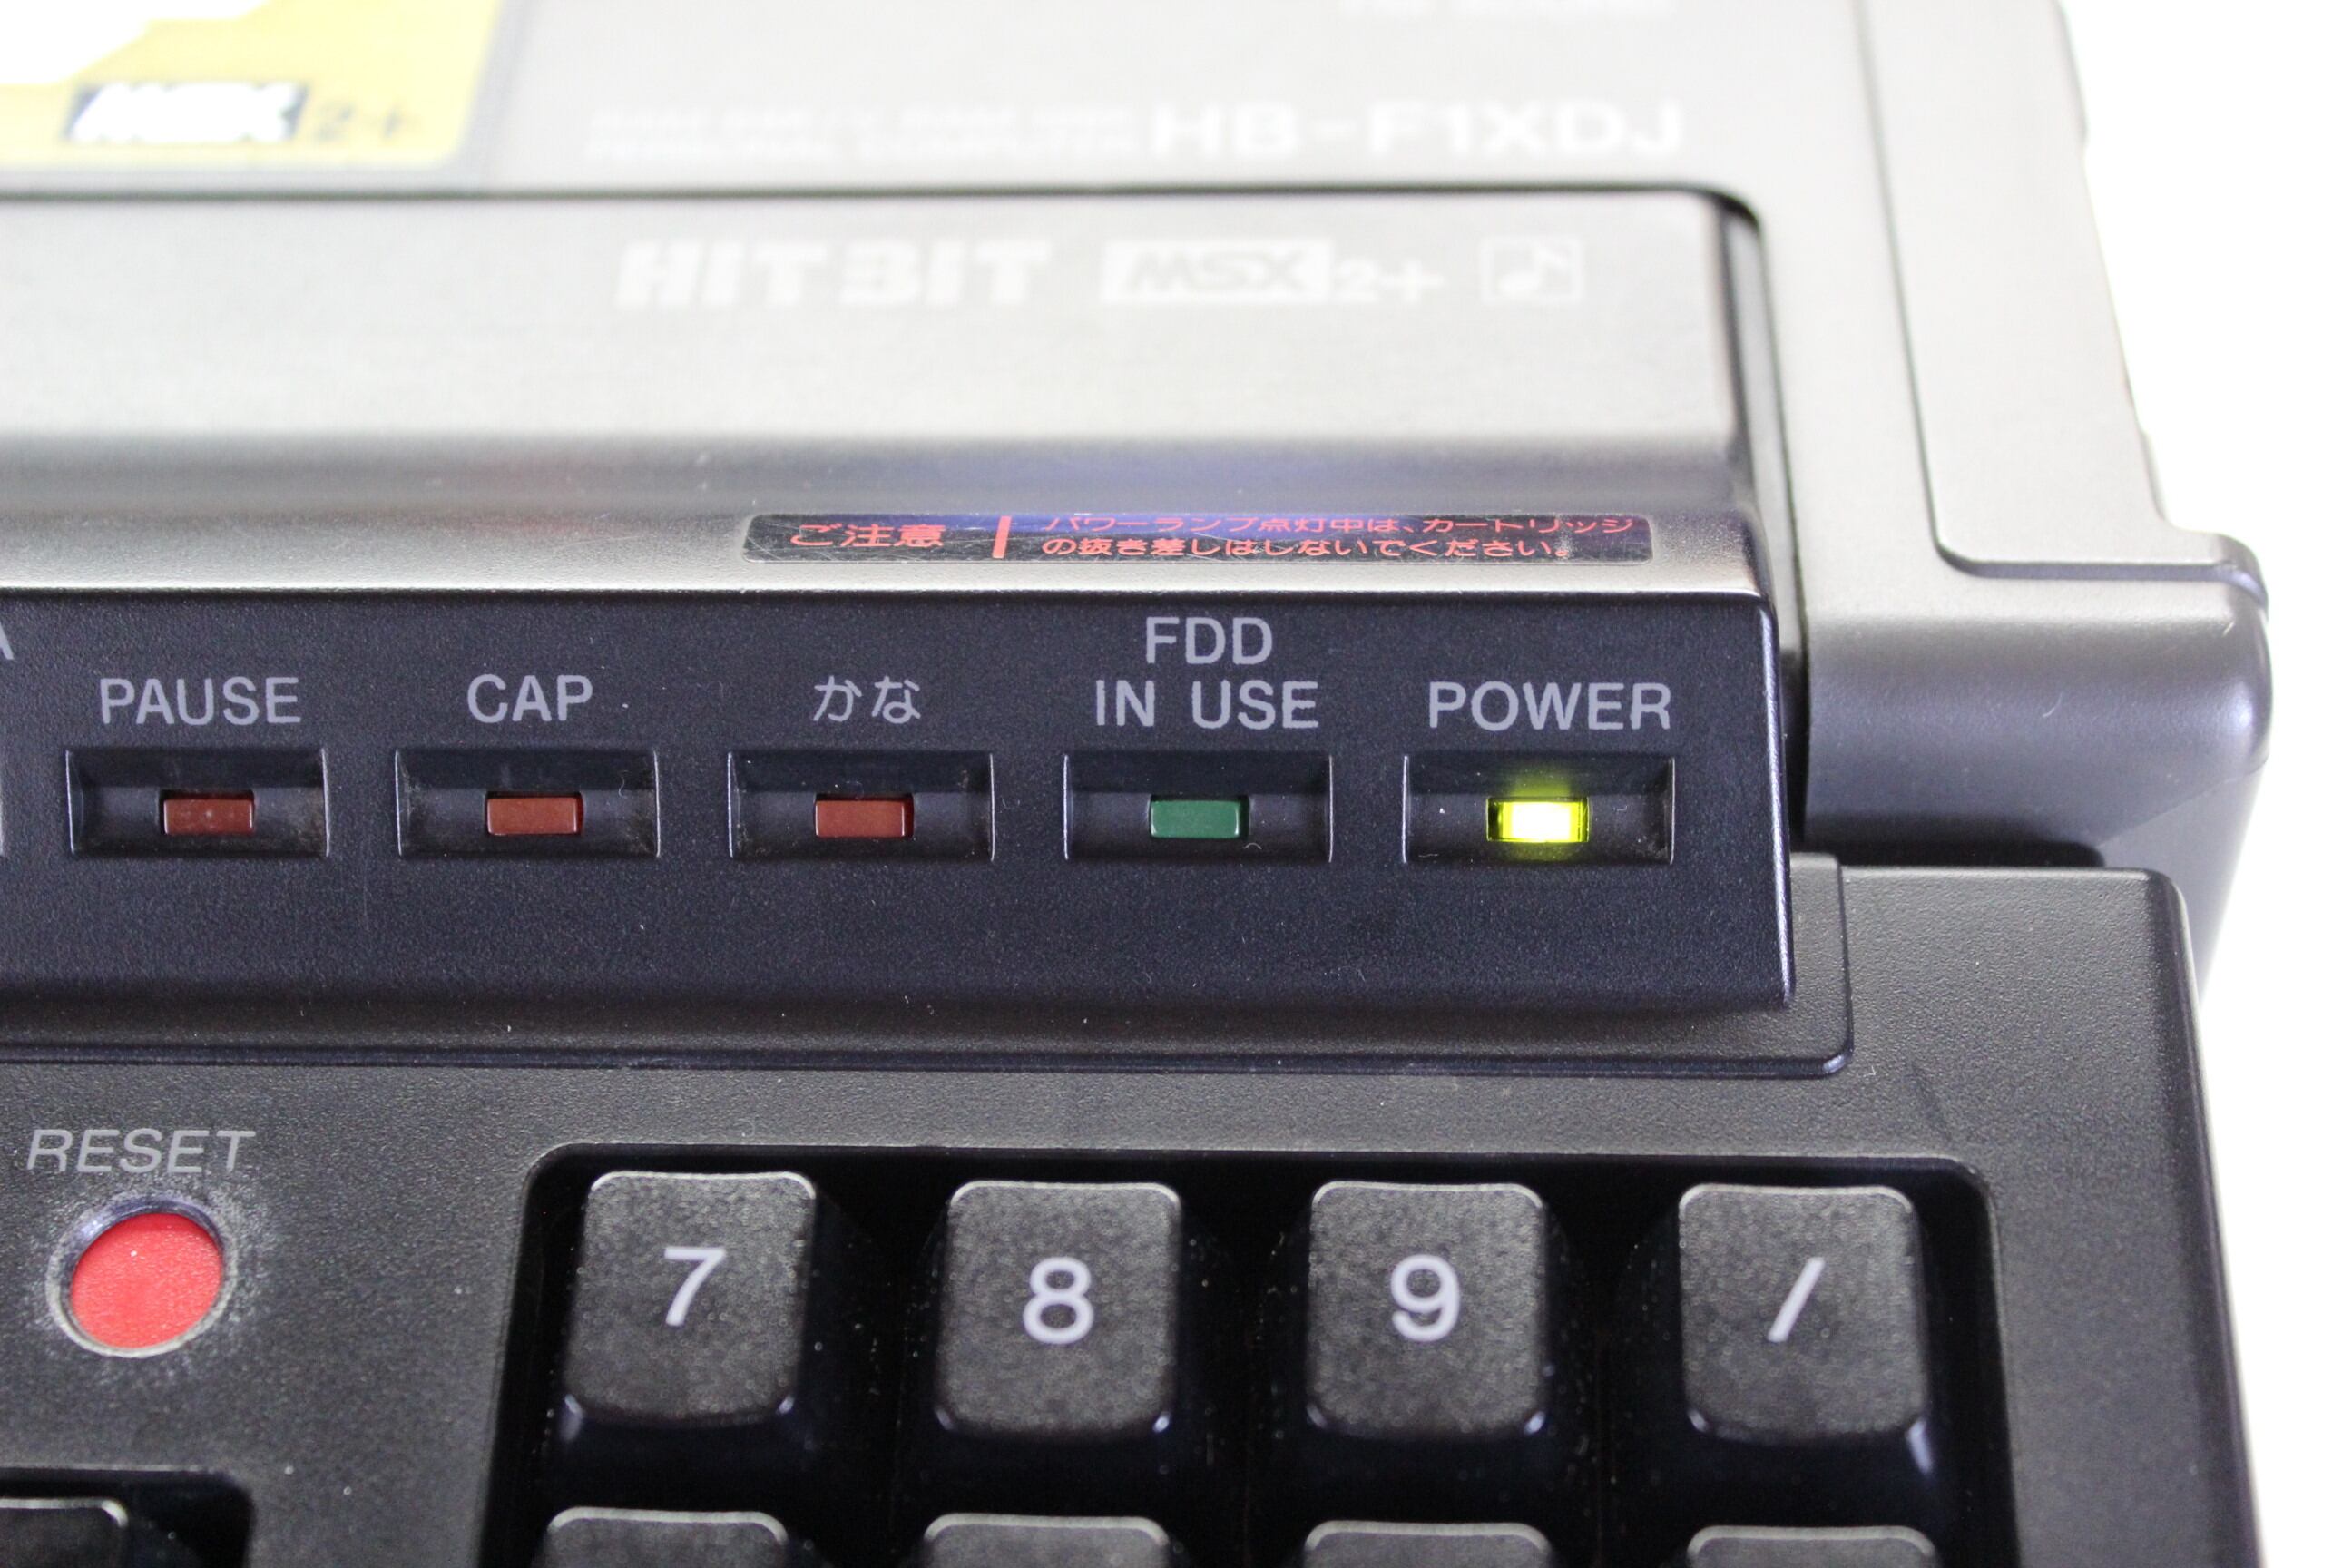 MSX 2+
HB-F1XDJ
HITBIT MSX 2+
ご注意
パワーランプ点灯中は、カートリッジ
の抜き差しはしないでください。
PAUSE
CAP
かな
FDD
IN USE
POWER
RESET
7
8
9
/